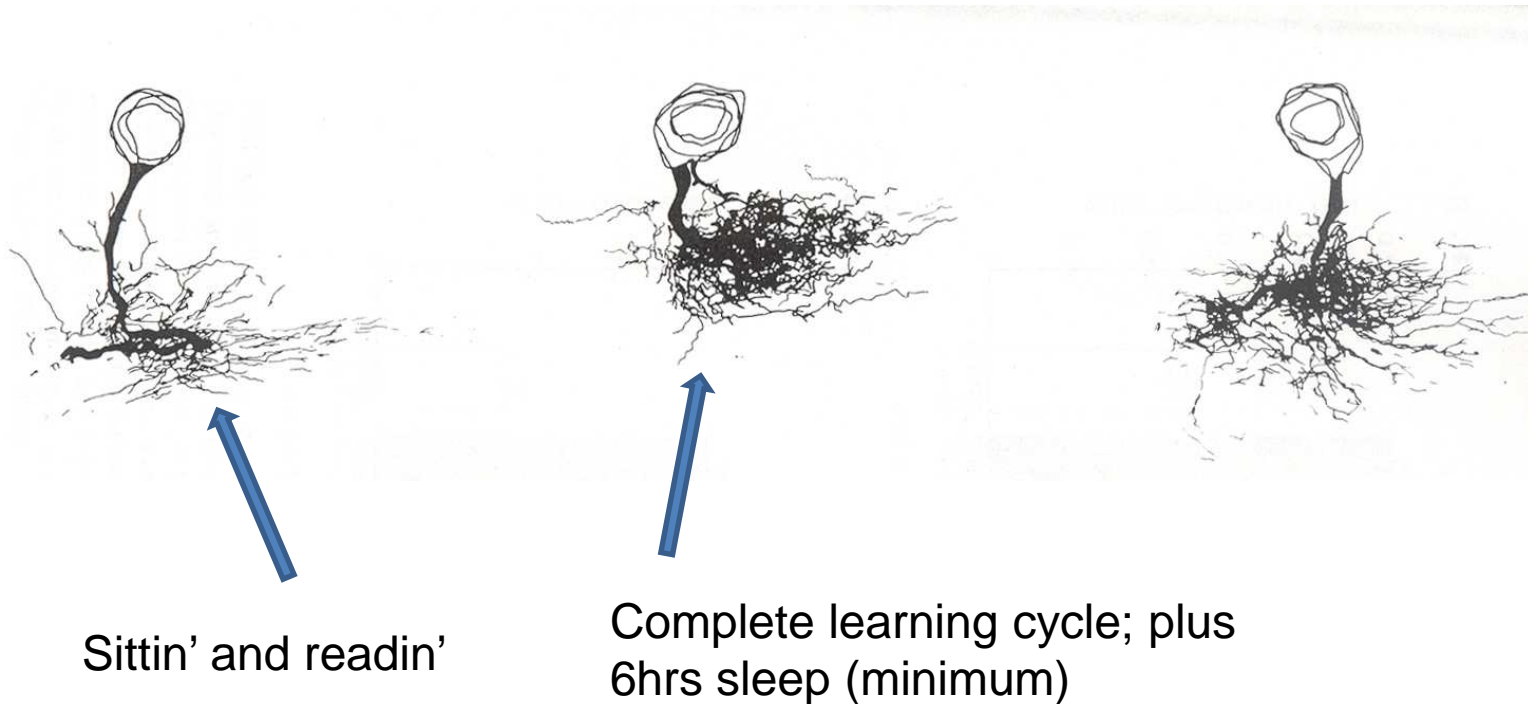 Sittin’ and readin’
Complete learning cycle; plus
6hrs sleep (minimum)